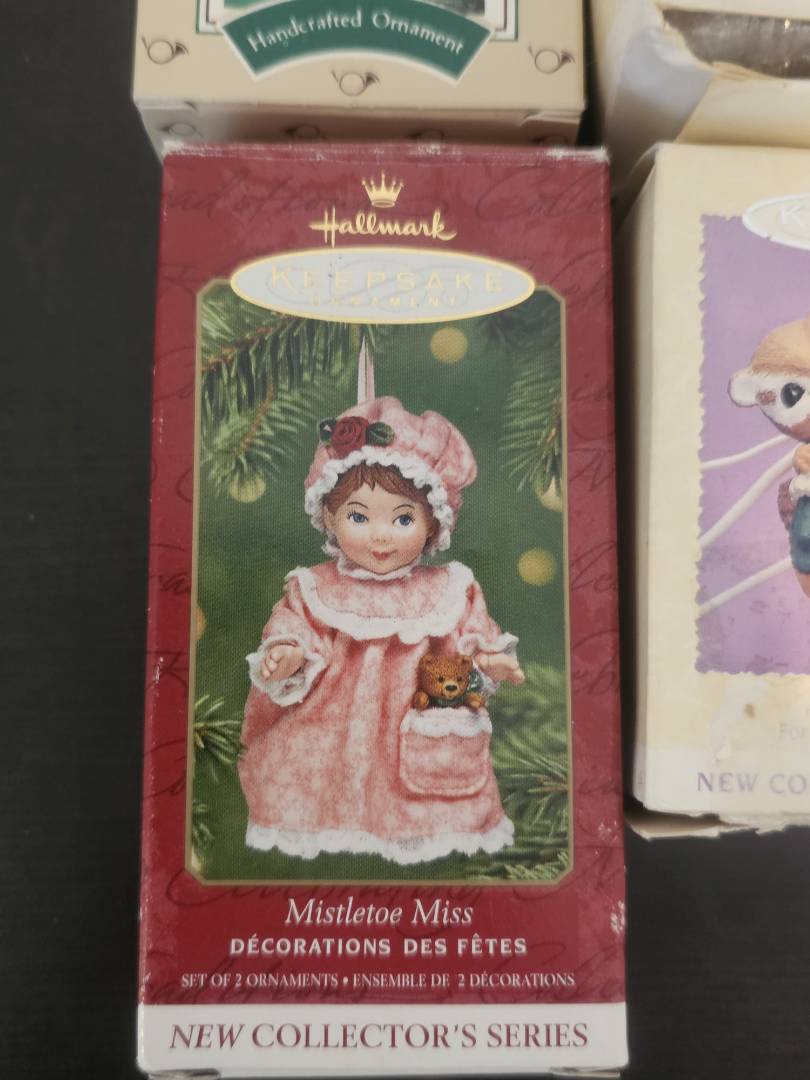 Handcrafted Ornament
Hallmark
KEEPSAKE
ORNAMENT
Mistletoe Miss
DÉCORATIONS DES FÊTES
SET OF 2 ORNAMENTS • ENSEMBLE DE 2 DÉCORATIONS
NEW COLLECTOR'S SERIES
NEW CO